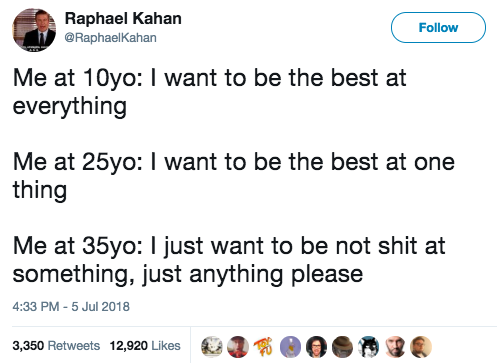 Raphael Kahan
@RaphaelKahan
Follow
Me at 10yo: I want to be the best at
everything
Me at 25yo: I want to be the best at one
thing
Me at 35yo: I just want to be not shit at
something, just anything please
4:33 PM - 5 Jul 2018
3,350 Retweets 12,920 Likes